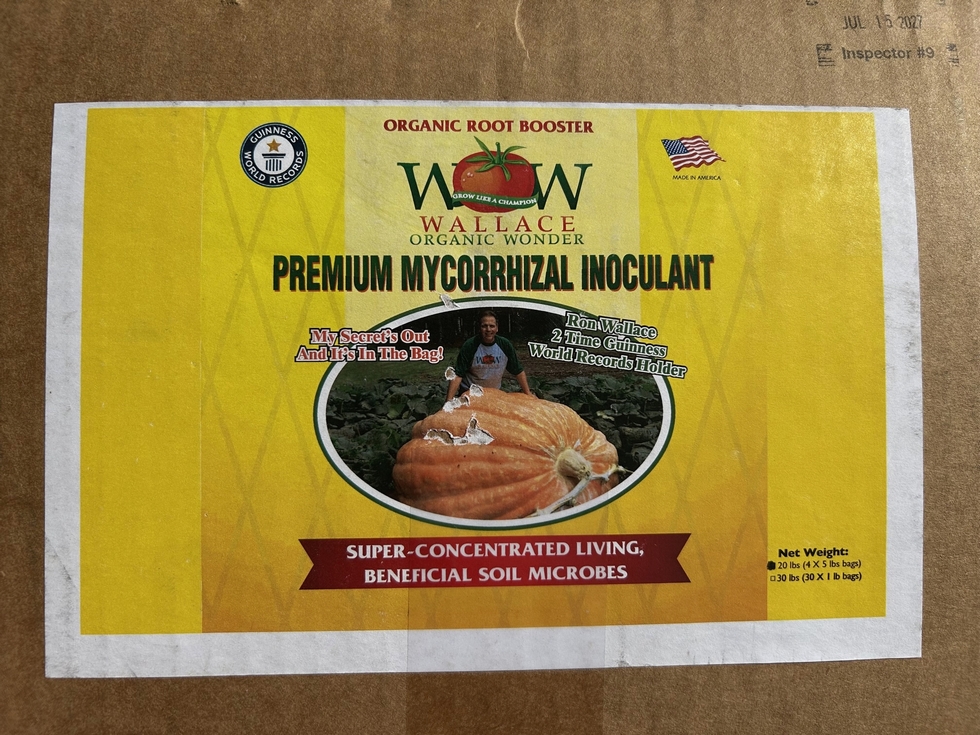 JUL 15 2027
Inspector #9
GUINNESS
WORLD RECORDS
ORGANIC ROOT BOOSTER
WOW
GROW LIKE A CHAMPION
WALLACE
ORGANIC WONDER
MADE IN AMERICA
PREMIUM MYCORRHIZAL INOCULANT
My Secret's Out
And It's In The Bag!
Ron Wallace
2 Time Guinness
World Records Holder
WOW
SUPER-CONCENTRATED LIVING,
BENEFICIAL SOIL MICROBES
Net Weight:
20 lbs (4 X 5 lbs bags)
30 lbs (30 X 1 lb bags)